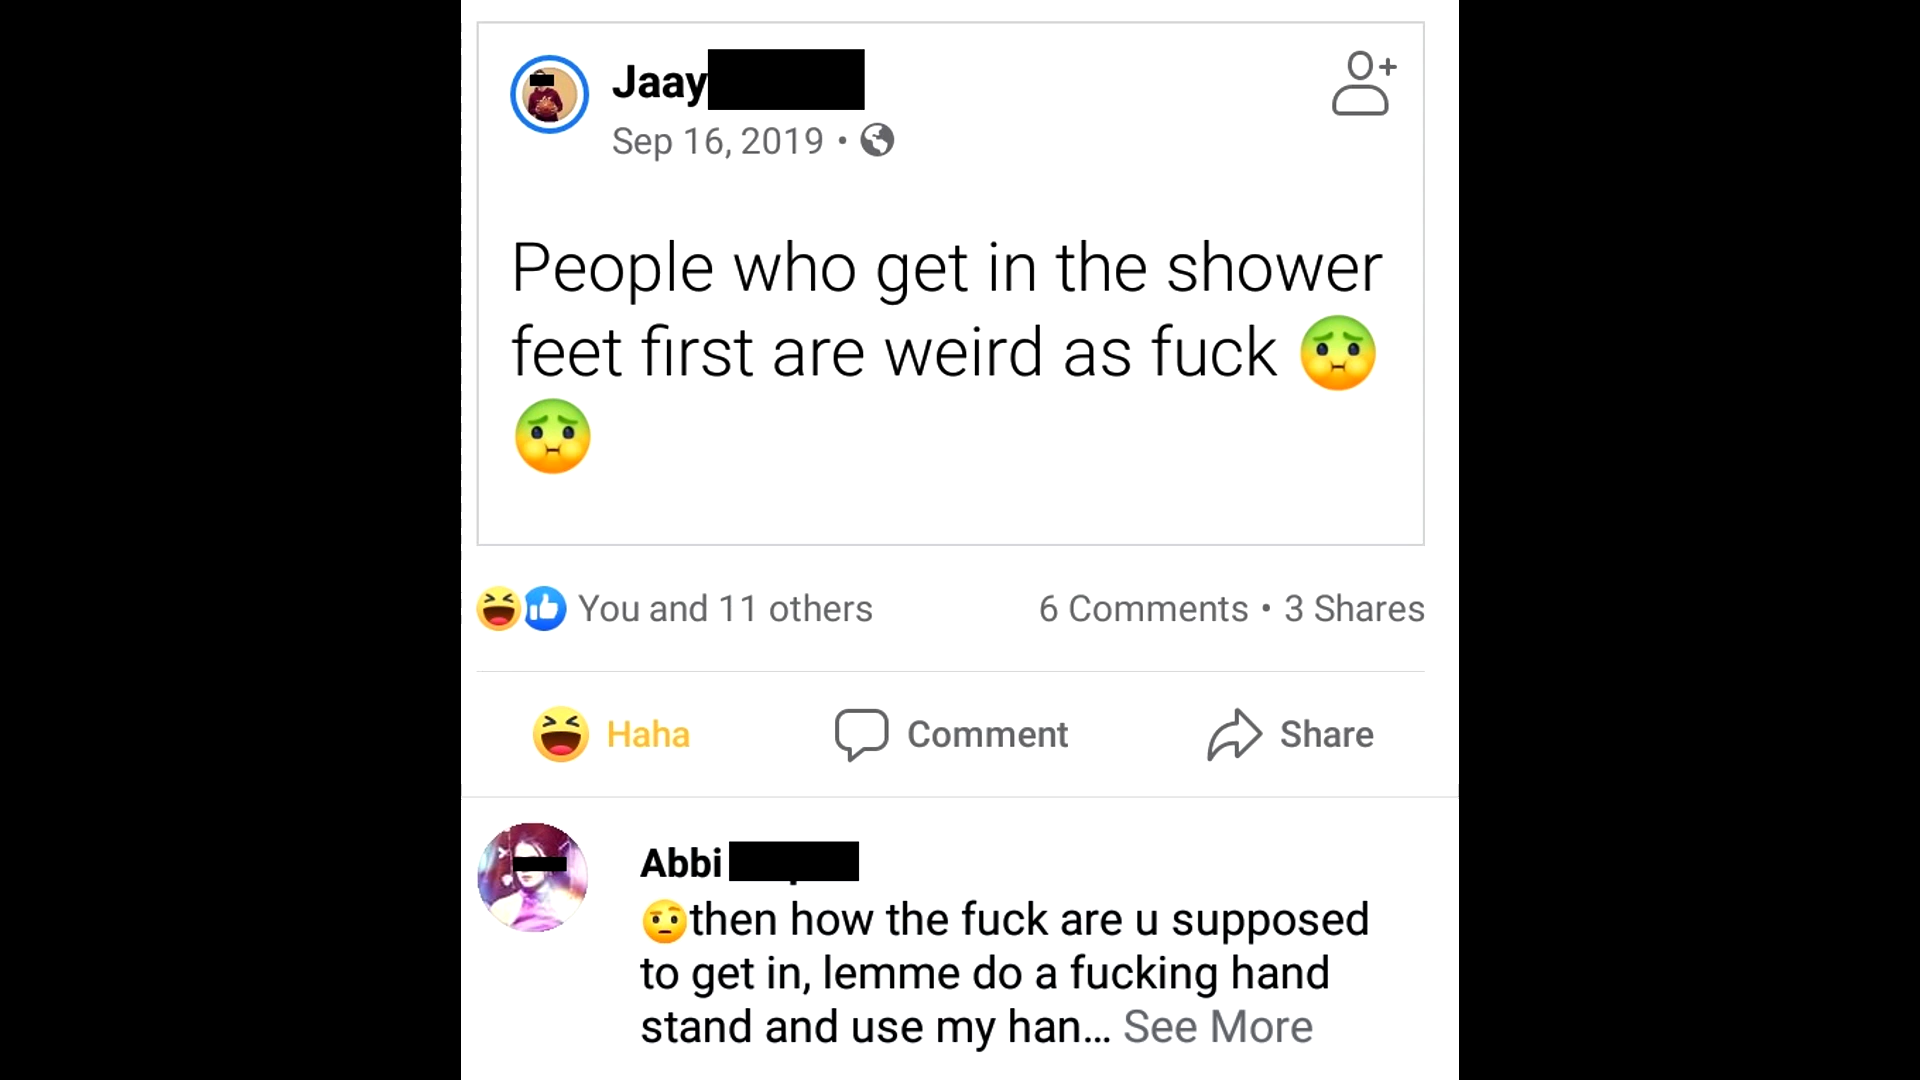 Jaay
Sep 16, 2019 •
People who get in the shower
feet first are weird as fuck 🤢
🤢
You and 11 others
6 Comments • 3 Shares
Haha
Comment
Share
Abbi
🤨then how the fuck are u supposed
to get in, lemme do a fucking hand
stand and use my han... See More